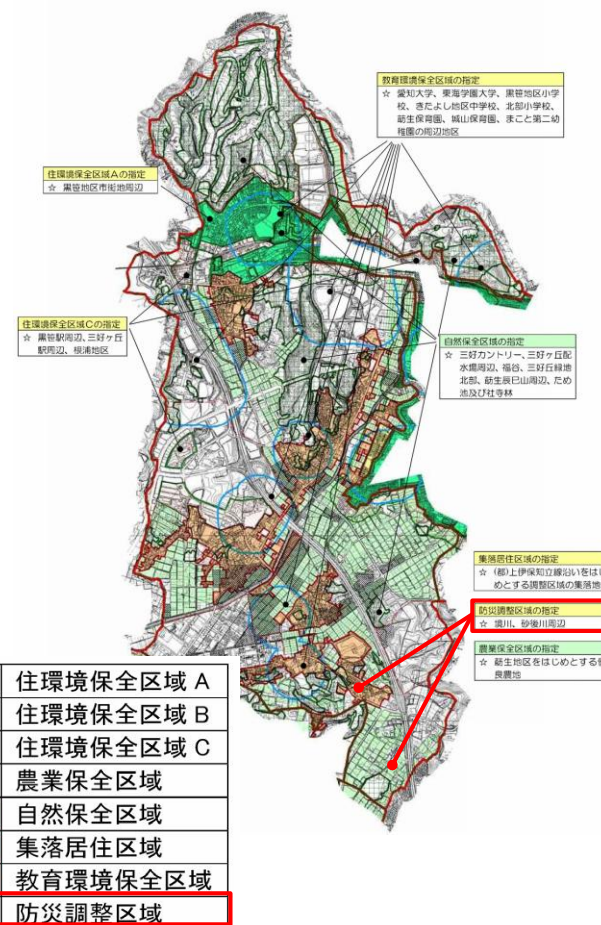 教育環境保全区域の指定
☆ 愛知大学、東海学園大学、黒笹地区小学
校、きたよし地区中学校、北部小学校、
莇生保育園、城山保育園、まこと第二幼
稚園の周辺地区
住環境保全区域Aの指定
☆ 黒笹地区市街地周辺
住環境保全区域Cの指定
☆ 黒笹駅周辺、三好ヶ丘
駅周辺、根浦地区
自然保全区域の指定
☆ 三好カントリー、三好ヶ丘配
水場周辺、福谷、三好丘緑地
北部、莇生辰巳山周辺、ため
池及び社寺林
集落居住区域の指定
☆ (都)上伊保知立線沿いをはじ
めとする調整区域の集落地
防災調整区域の指定
☆ 境川、砂後川周辺
農業保全区域の指定
☆ 莇生地区をはじめとする
良農地
住環境保全区域 A
住環境保全区域 B
住環境保全区域 C
農業保全区域
自然保全区域
集落居住区域
教育環境保全区域
防災調整区域